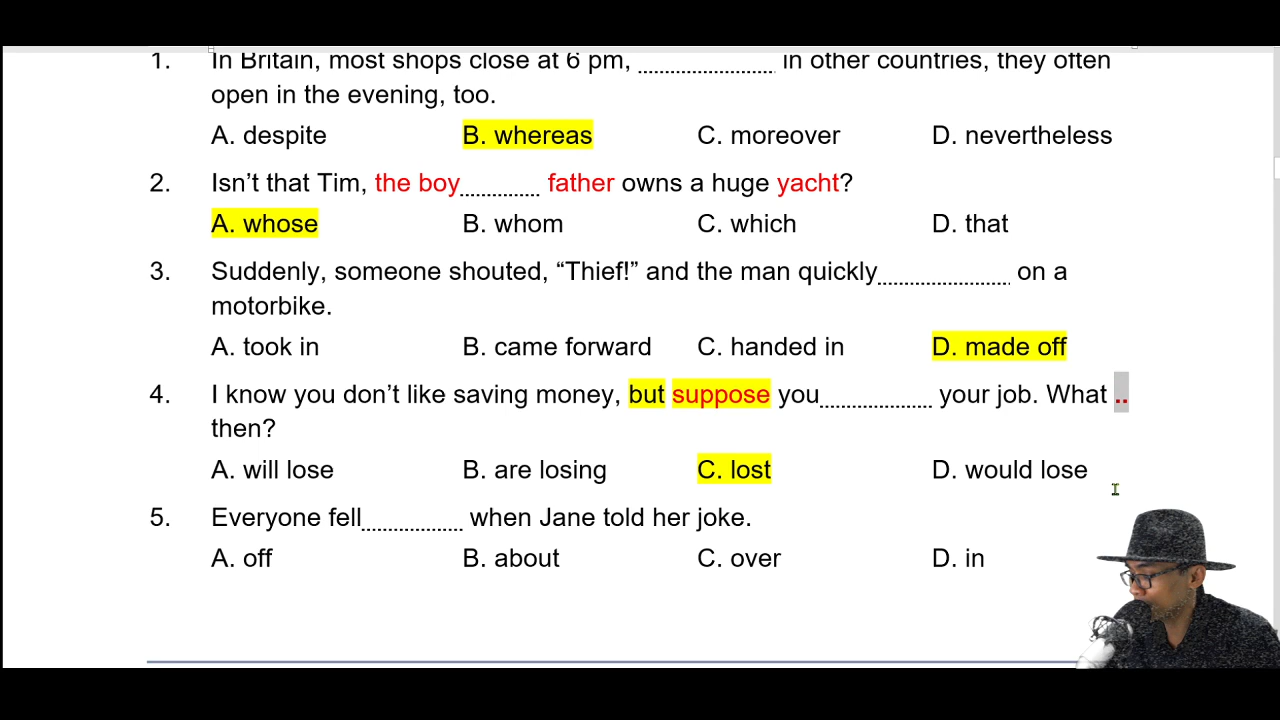 1. In Britain, most shops close at 6 pm, .................... in other countries, they often
open in the evening, too.
A. despite B. whereas C. moreover D. nevertheless
2. Isn’t that Tim, the boy............ father owns a huge yacht?
A. whose B. whom C. which D. that
3. Suddenly, someone shouted, “Thief!” and the man quickly.................... on a
motorbike.
A. took in B. came forward C. handed in D. made off
4. I know you don’t like saving money, but suppose you................. your job. What ..
then?
A. will lose B. are losing C. lost D. would lose
5. Everyone fell............... when Jane told her joke.
A. off B. about C. over D. in